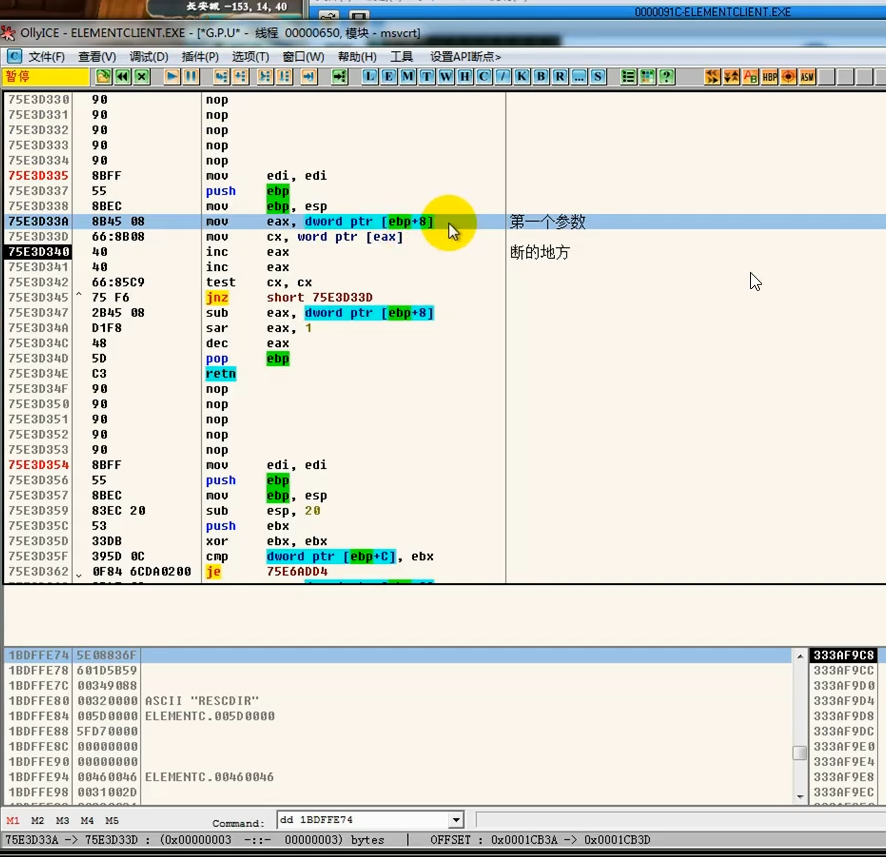 长安城 -153, 14, 40
0000091C-ELEMENTCLIENT.EXE
OllyICE - ELEMENTCLIENT.EXE - [*G.P.U* - 线程 00000650, 模块 - msvcrt]
C 文件(F) 查看(V) 调试(D) 插件(P) 选项(T) 窗口(W) 帮助(H) 工具 设置API断点>
暂停 L E M T W H C / K B R ... S ? HBP ASM
75E3D330 90 nop
75E3D331 90 nop
75E3D332 90 nop
75E3D333 90 nop
75E3D334 90 nop
75E3D335 8BFF mov edi, edi
75E3D337 55 push ebp
75E3D338 8BEC mov ebp, esp
75E3D33A 8B45 08 mov eax, dword ptr [ebp+8] 第一个参数
75E3D33D 66:8B08 mov cx, word ptr [eax]
75E3D340 40 inc eax 断的地方
75E3D341 40 inc eax
75E3D342 66:85C9 test cx, cx
75E3D345 ^ 75 F6 jnz short 75E3D33D
75E3D347 2B45 08 sub eax, dword ptr [ebp+8]
75E3D34A D1F8 sar eax, 1
75E3D34C 48 dec eax
75E3D34D 5D pop ebp
75E3D34E C3 retn
75E3D34F 90 nop
75E3D350 90 nop
75E3D351 90 nop
75E3D352 90 nop
75E3D353 90 nop
75E3D354 8BFF mov edi, edi
75E3D356 55 push ebp
75E3D357 8BEC mov ebp, esp
75E3D359 83EC 20 sub esp, 20
75E3D35C 53 push ebx
75E3D35D 33DB xor ebx, ebx
75E3D35F 395D 0C cmp dword ptr [ebp+C], ebx
75E3D362 0F84 6CDA0200 je 75E6ADD4
1BDFFE74 5E08836F 333AF9C8
1BDFFE78 601D5B59 333AF9CC
1BDFFE7C 00349088 333AF9D0
1BDFFE80 00320000 ASCII "RESCDIR" 333AF9D4
1BDFFE84 005D0000 ELEMENTC.005D0000 333AF9D8
1BDFFE88 5FD70000 333AF9DC
1BDFFE8C 00000000 333AF9E0
1BDFFE90 00000000 333AF9E4
1BDFFE94 00460046 ELEMENTC.00460046 333AF9E8
1BDFFE98 0031002D 333AF9EC
M1 M2 M3 M4 M5 Command: dd 1BDFFE74
75E3D33A -> 75E3D33D : (0x00000003 -::- 00000003) bytes | OFFSET : 0x0001CB3A -> 0x0001CB3D